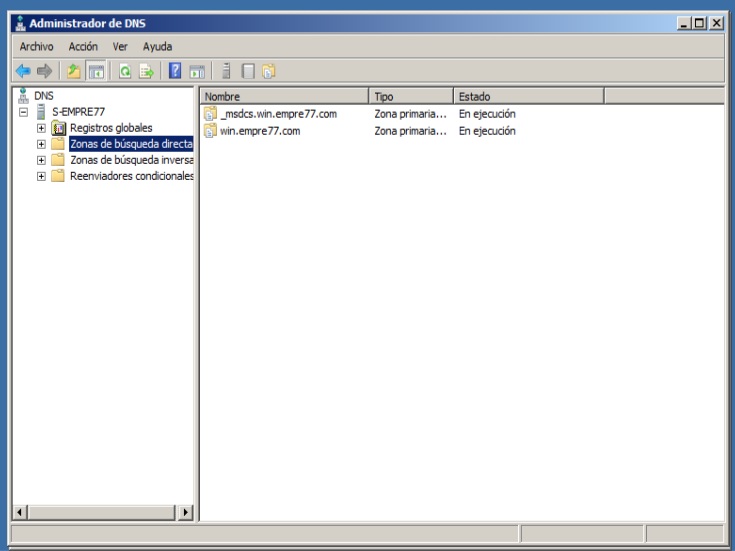 Administrador de DNS
Archivo Acción Ver Ayuda
DNS
S-EMPRE77
Registros globales
Zonas de búsqueda directa
Zonas de búsqueda inversa
Reenviadores condicionales
Nombre Tipo Estado
_msdcs.win.empre77.com Zona primaria... En ejecución
win.empre77.com Zona primaria... En ejecución